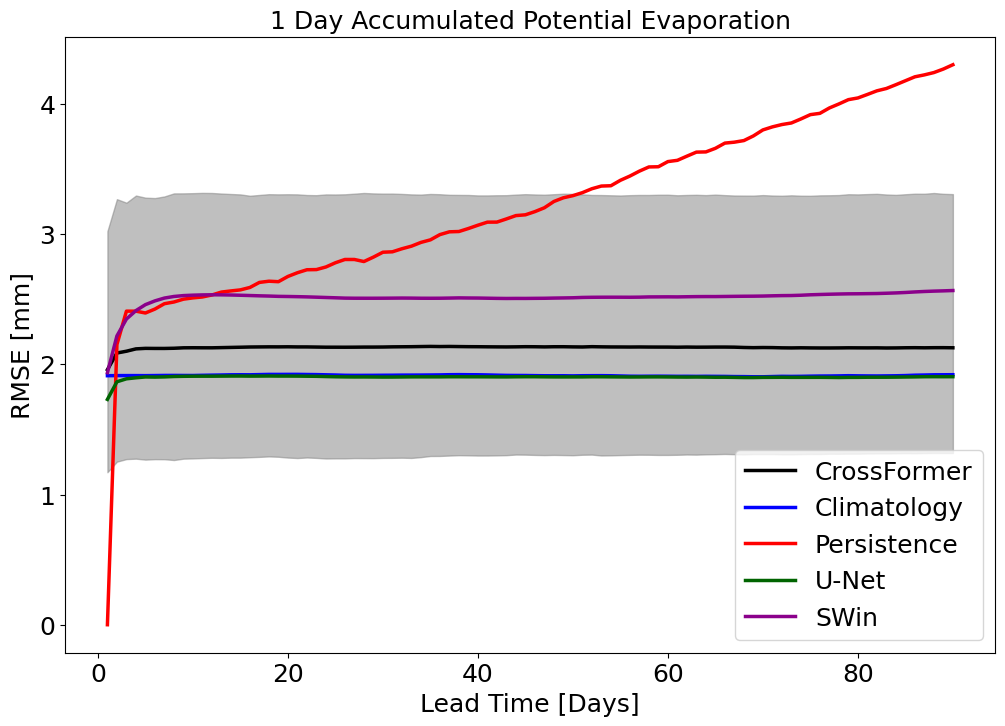 1 Day Accumulated Potential Evaporation
RMSE [mm]
4
3
2
1
0
0 20 40 60 80
Lead Time [Days]
CrossFormer
Climatology
Persistence
U-Net
SWin